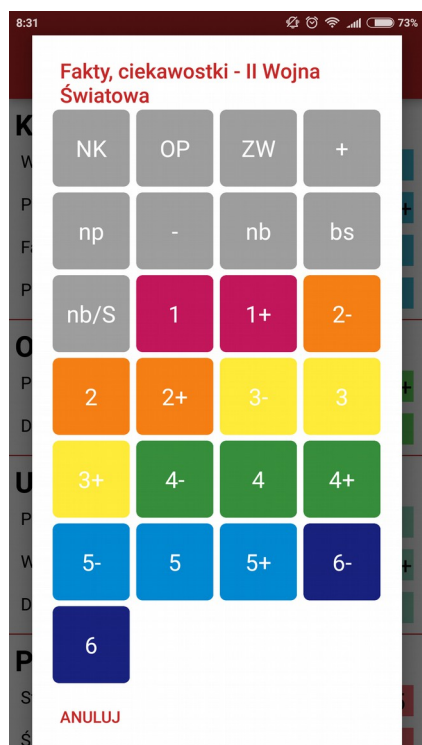 8:31 73%
Fakty, ciekawostki - II Wojna
Światowa
NK OP ZW +
np - nb bs
nb/S 1 1+ 2-
2 2+ 3- 3
3+ 4- 4 4+
5- 5 5+ 6-
6
ANULUJ